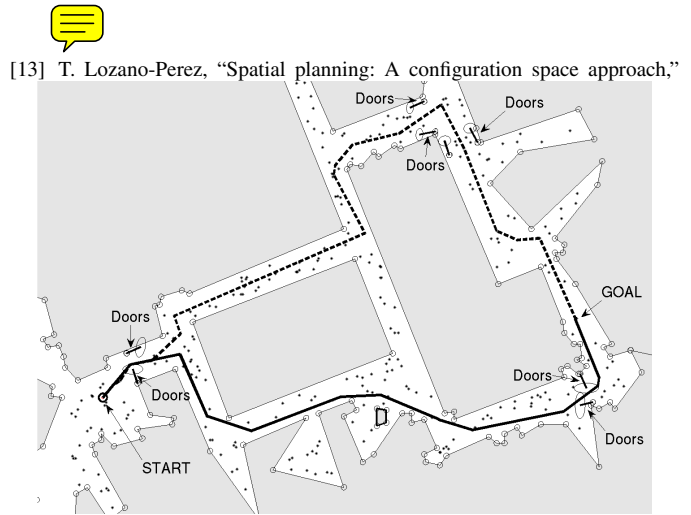 [13] T. Lozano-Perez, “Spatial planning: A configuration space approach,”
Doors
Doors
Doors
GOAL
Doors
Doors
Doors
Doors
START